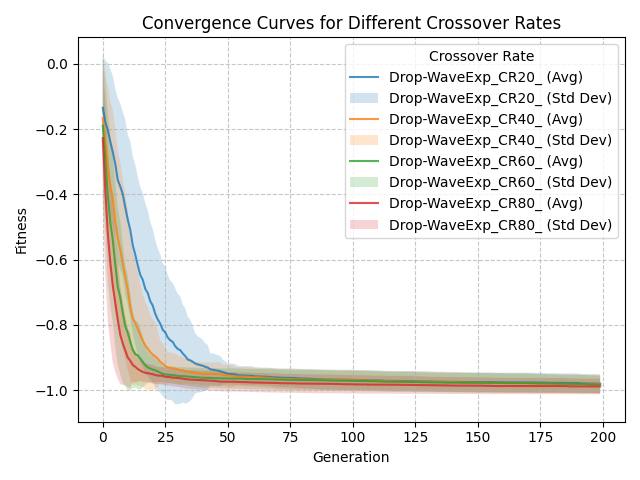 Convergence Curves for Different Crossover Rates
Crossover Rate
Drop-WaveExp_CR20_ (Avg)
Drop-WaveExp_CR20_ (Std Dev)
Drop-WaveExp_CR40_ (Avg)
Drop-WaveExp_CR40_ (Std Dev)
Drop-WaveExp_CR60_ (Avg)
Drop-WaveExp_CR60_ (Std Dev)
Drop-WaveExp_CR80_ (Avg)
Drop-WaveExp_CR80_ (Std Dev)
Fitness
0.0
−0.2
−0.4
−0.6
−0.8
−1.0
0 25 50 75 100 125 150 175 200
Generation